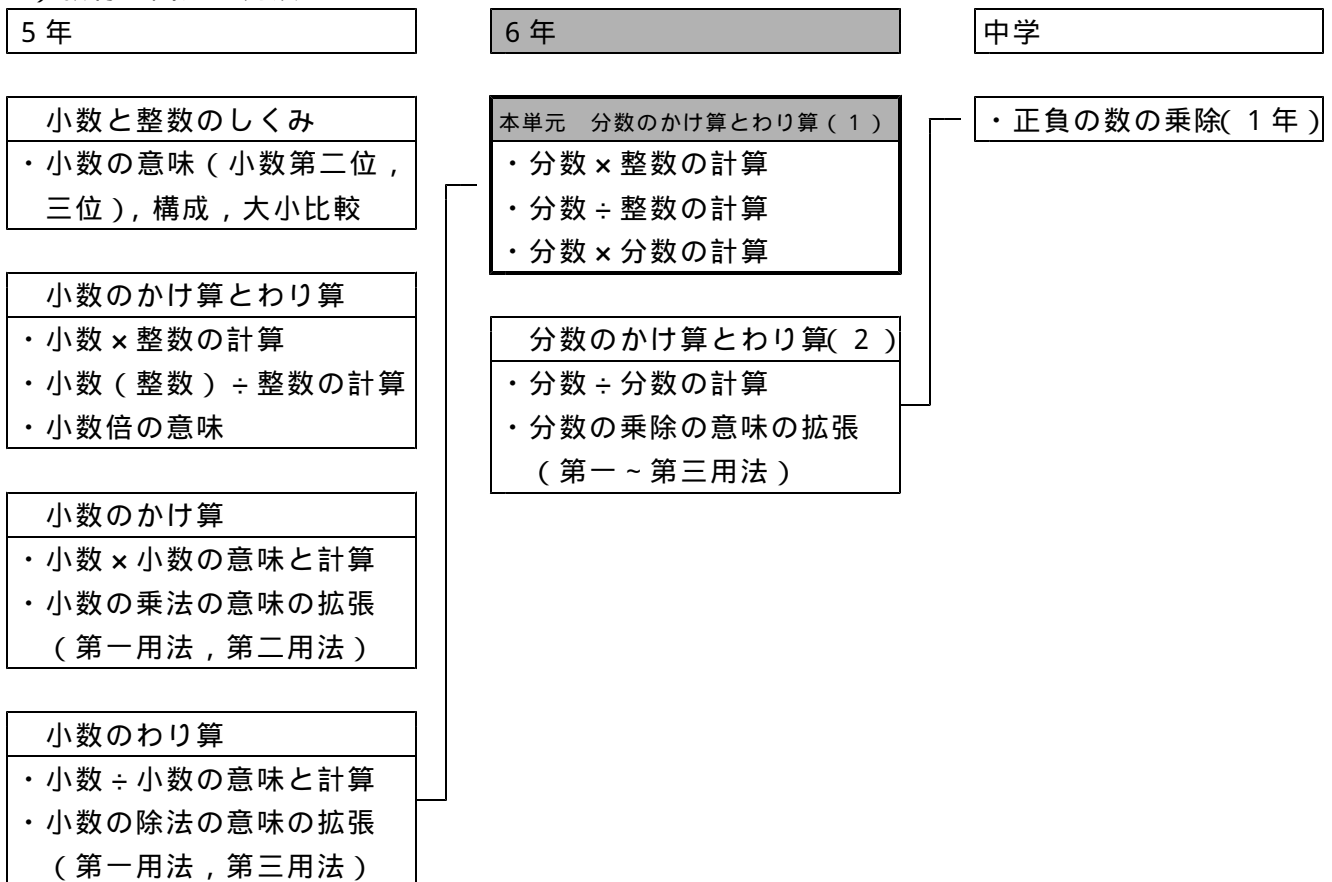 5年
小数と整数のしくみ
・小数の意味(小数第二位,
三位),構成,大小比較
小数のかけ算とわり算
・小数×整数の計算
・小数(整数)÷整数の計算
・小数倍の意味
小数のかけ算
・小数×小数の意味と計算
・小数の乗法の意味の拡張
(第一用法,第二用法)
小数のわり算
・小数÷小数の意味と計算
・小数の除法の意味の拡張
(第一用法,第三用法)
6年
本単元 分数のかけ算とわり算(1)
・分数×整数の計算
・分数÷整数の計算
・分数×分数の計算
分数のかけ算とわり算(2)
・分数÷分数の計算
・分数の乗除の意味の拡張
(第一~第三用法)
中学
・正負の数の乗除(1年)